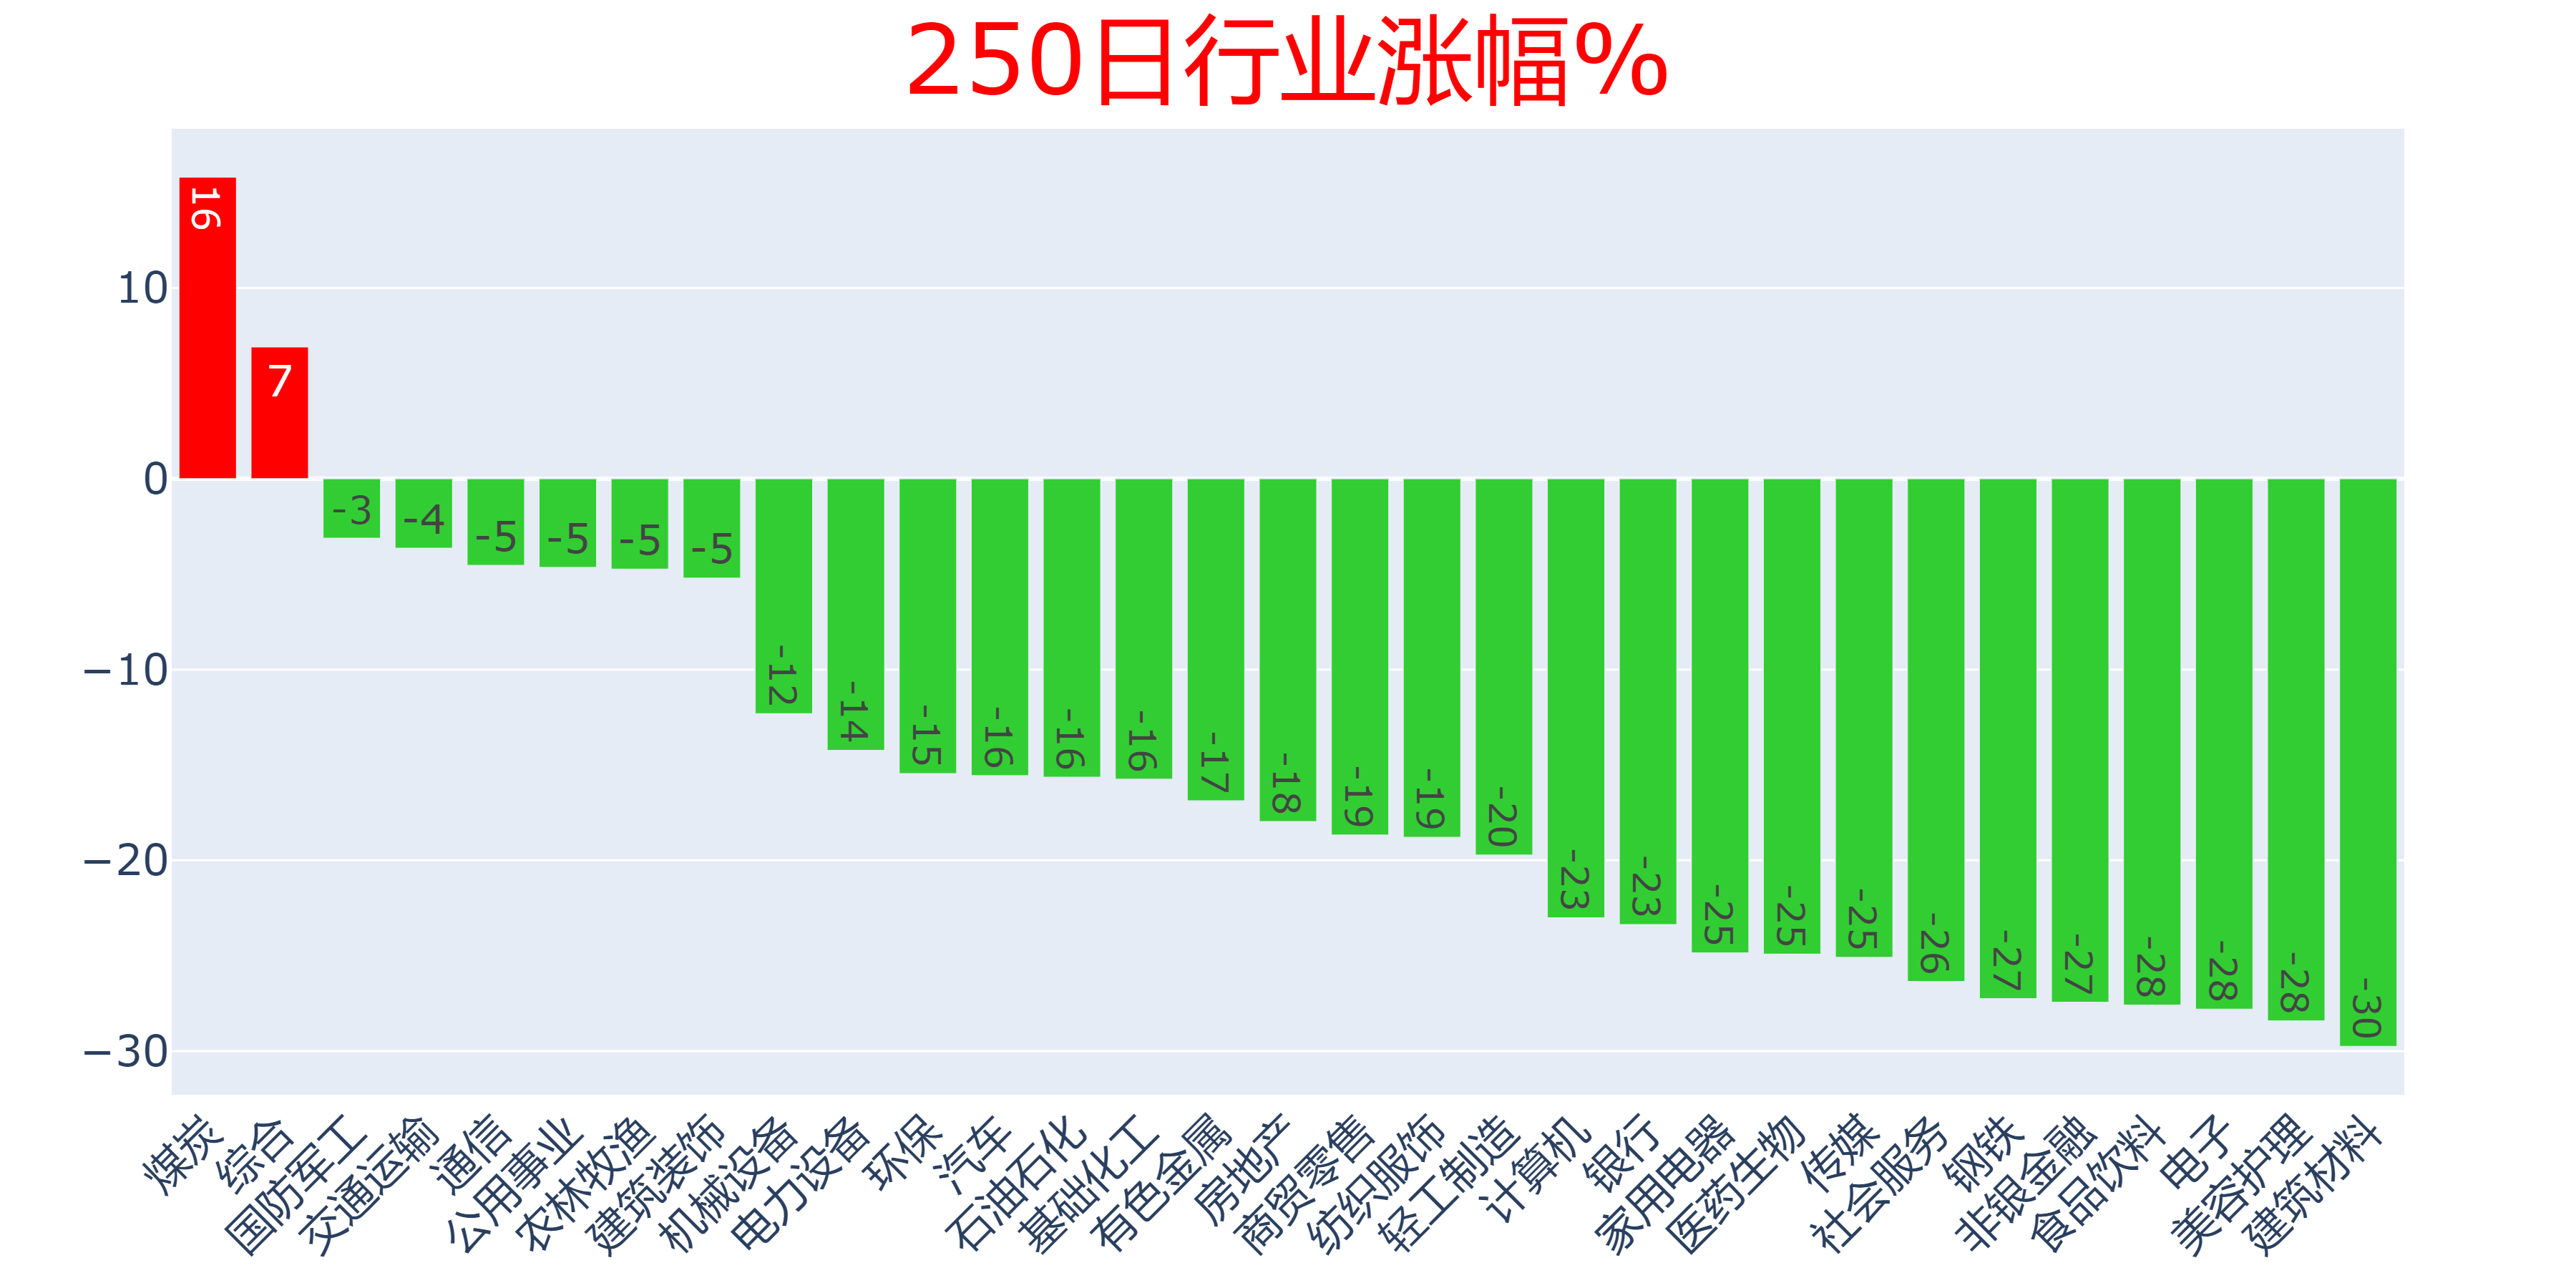 250日行业涨幅%
10
0
−10
−20
−30
16
7
-3
-4
-5
-5
-5
-5
-12
-14
-15
-16
-16
-16
-17
-18
-19
-19
-20
-23
-23
-25
-25
-25
-26
-27
-27
-28
-28
-28
-30
煤炭
综合
国防军工
交通运输
通信
公用事业
农林牧渔
建筑装饰
机械设备
电力设备
环保
汽车
石油石化
基础化工
有色金属
房地产
商贸零售
纺织服饰
轻工制造
计算机
银行
家用电器
医药生物
传媒
社会服务
钢铁
非银金融
食品饮料
电子
美容护理
建筑材料